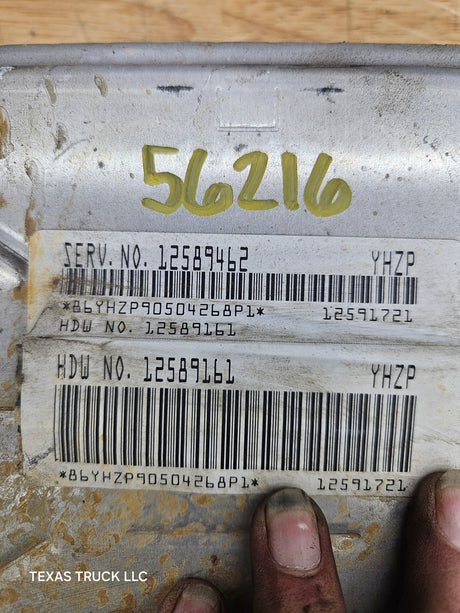 56216
SERV. NO. 12589462 YHZP
*86YHZP90504268P1* 12591721
HDW NO. 12589161
HDW NO. 12589161 YHZP
*86YHZP90504268P1* 12591721
TEXAS TRUCK LLC